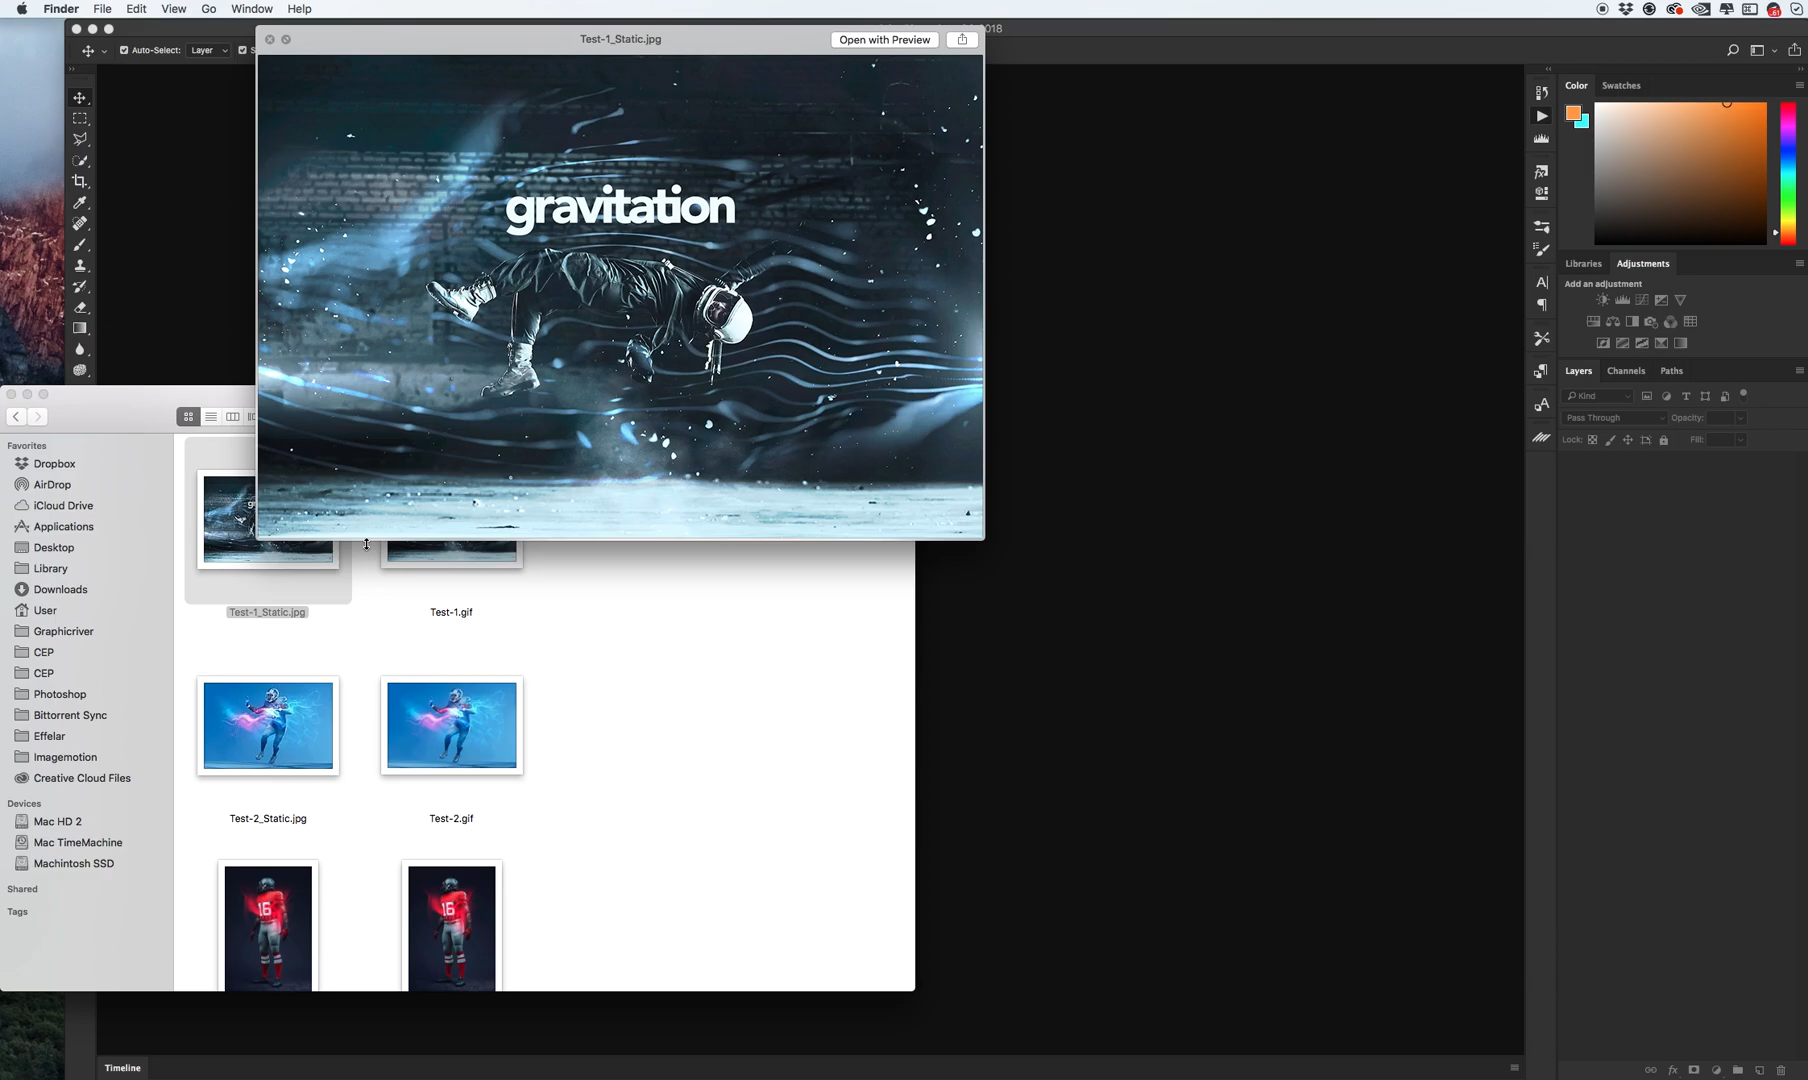 Finder File Edit View Go Window Help
2018
Auto-Select: Layer
Test-1_Static.jpg
Open with Preview
gravitation
Color Swatches
Libraries Adjustments
Add an adjustment
Layers Channels Paths
Kind
Pass Through Opacity:
Lock: Fill:
Favorites
Dropbox
AirDrop
iCloud Drive
Applications
Desktop
Library
Downloads
User
Graphicriver
CEP
CEP
Photoshop
Bittorrent Sync
Effelar
Imagemotion
Creative Cloud Files
Devices
Mac HD 2
Mac TimeMachine
Machintosh SSD
Shared
Tags
Test-1_Static.jpg Test-1.gif
Test-2_Static.jpg Test-2.gif
16 16
Timeline